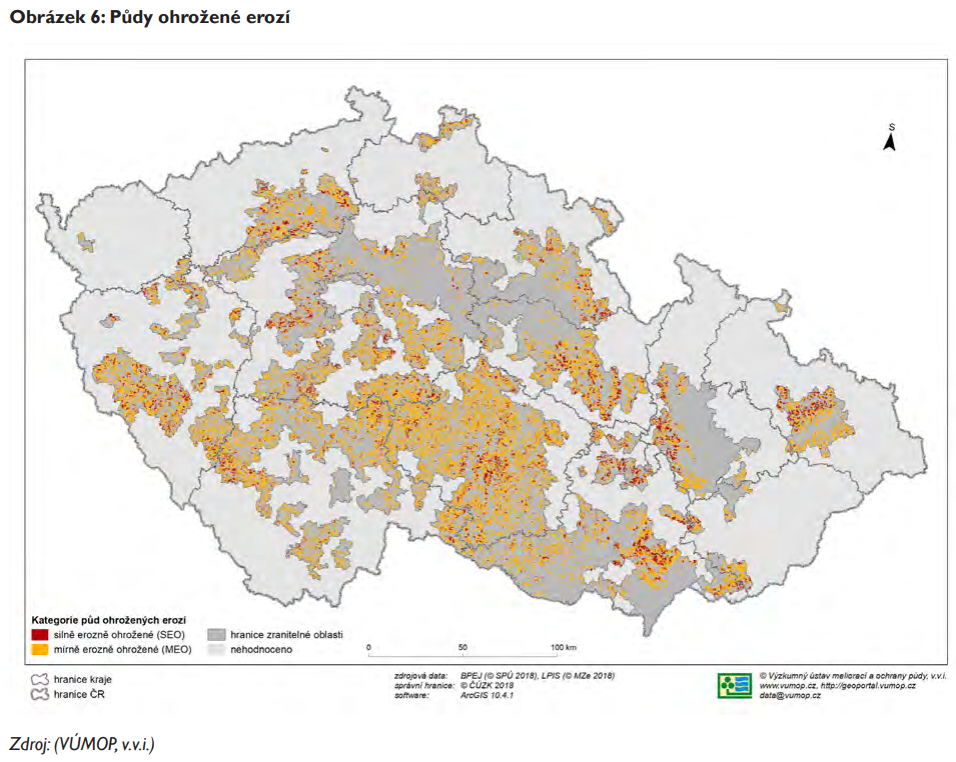 Obrázek 6: Půdy ohrožené erozí
S
Kategorie půd ohrožených erozí
silně erozně ohrožené (SEO)
mírně erozně ohrožené (MEO)
hranice zranitelné oblasti
nehodnoceno
0 50 100 km
hranice kraje
hranice ČR
zdrojová data: BPEJ (© SPÚ 2018), LPIS (© MZe 2018)
správní hranice: © ČÚZK 2018
software: ArcGIS 10.4.1
© Výzkumný ústav meliorací a ochrany půdy, v.v.i.
www.vumop.cz, http://geoportal.vumop.cz
data@vumop.cz
Zdroj: (VÚMOP, v.v.i.)